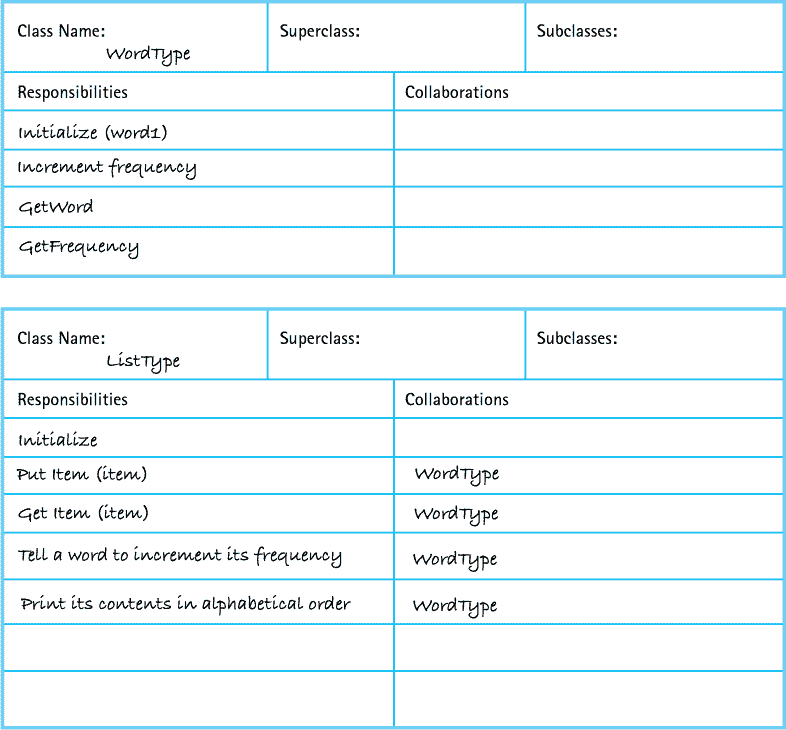 Class Name: Superclass: Subclasses:
WordType
Responsibilities Collaborations
Initialize (word1)
Increment frequency
GetWord
GetFrequency
Class Name: Superclass: Subclasses:
ListType
Responsibilities Collaborations
Initialize
Put Item (item) WordType
Get Item (item) WordType
Tell a word to increment its frequency WordType
Print its contents in alphabetical order WordType